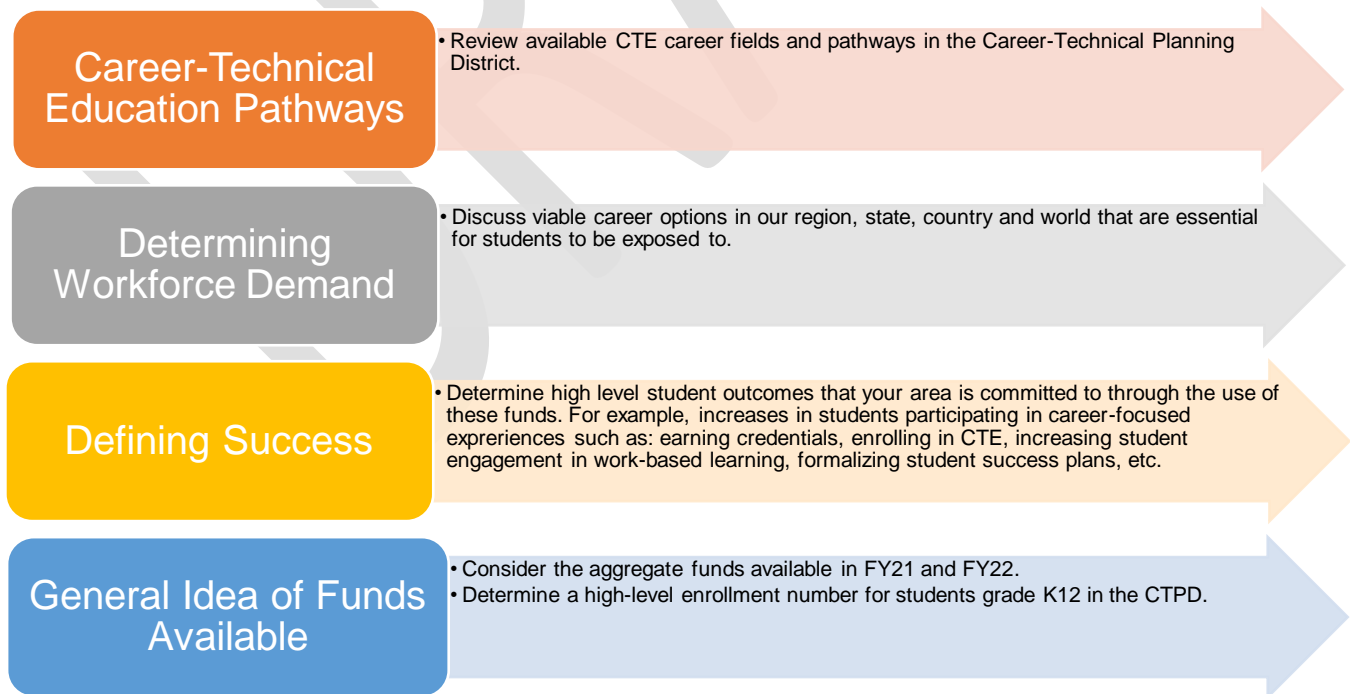 Career-Technical
Education Pathways
• Review available CTE career fields and pathways in the Career-Technical Planning
District.
Determining
Workforce Demand
• Discuss viable career options in our region, state, country and world that are essential
for students to be exposed to.
Defining Success
• Determine high level student outcomes that your area is committed to through the use of
these funds. For example, increases in students participating in career-focused
expreriences such as: earning credentials, enrolling in CTE, increasing student
engagement in work-based learning, formalizing student success plans, etc.
General Idea of Funds
Available
• Consider the aggregate funds available in FY21 and FY22.
• Determine a high-level enrollment number for students grade K12 in the CTPD.